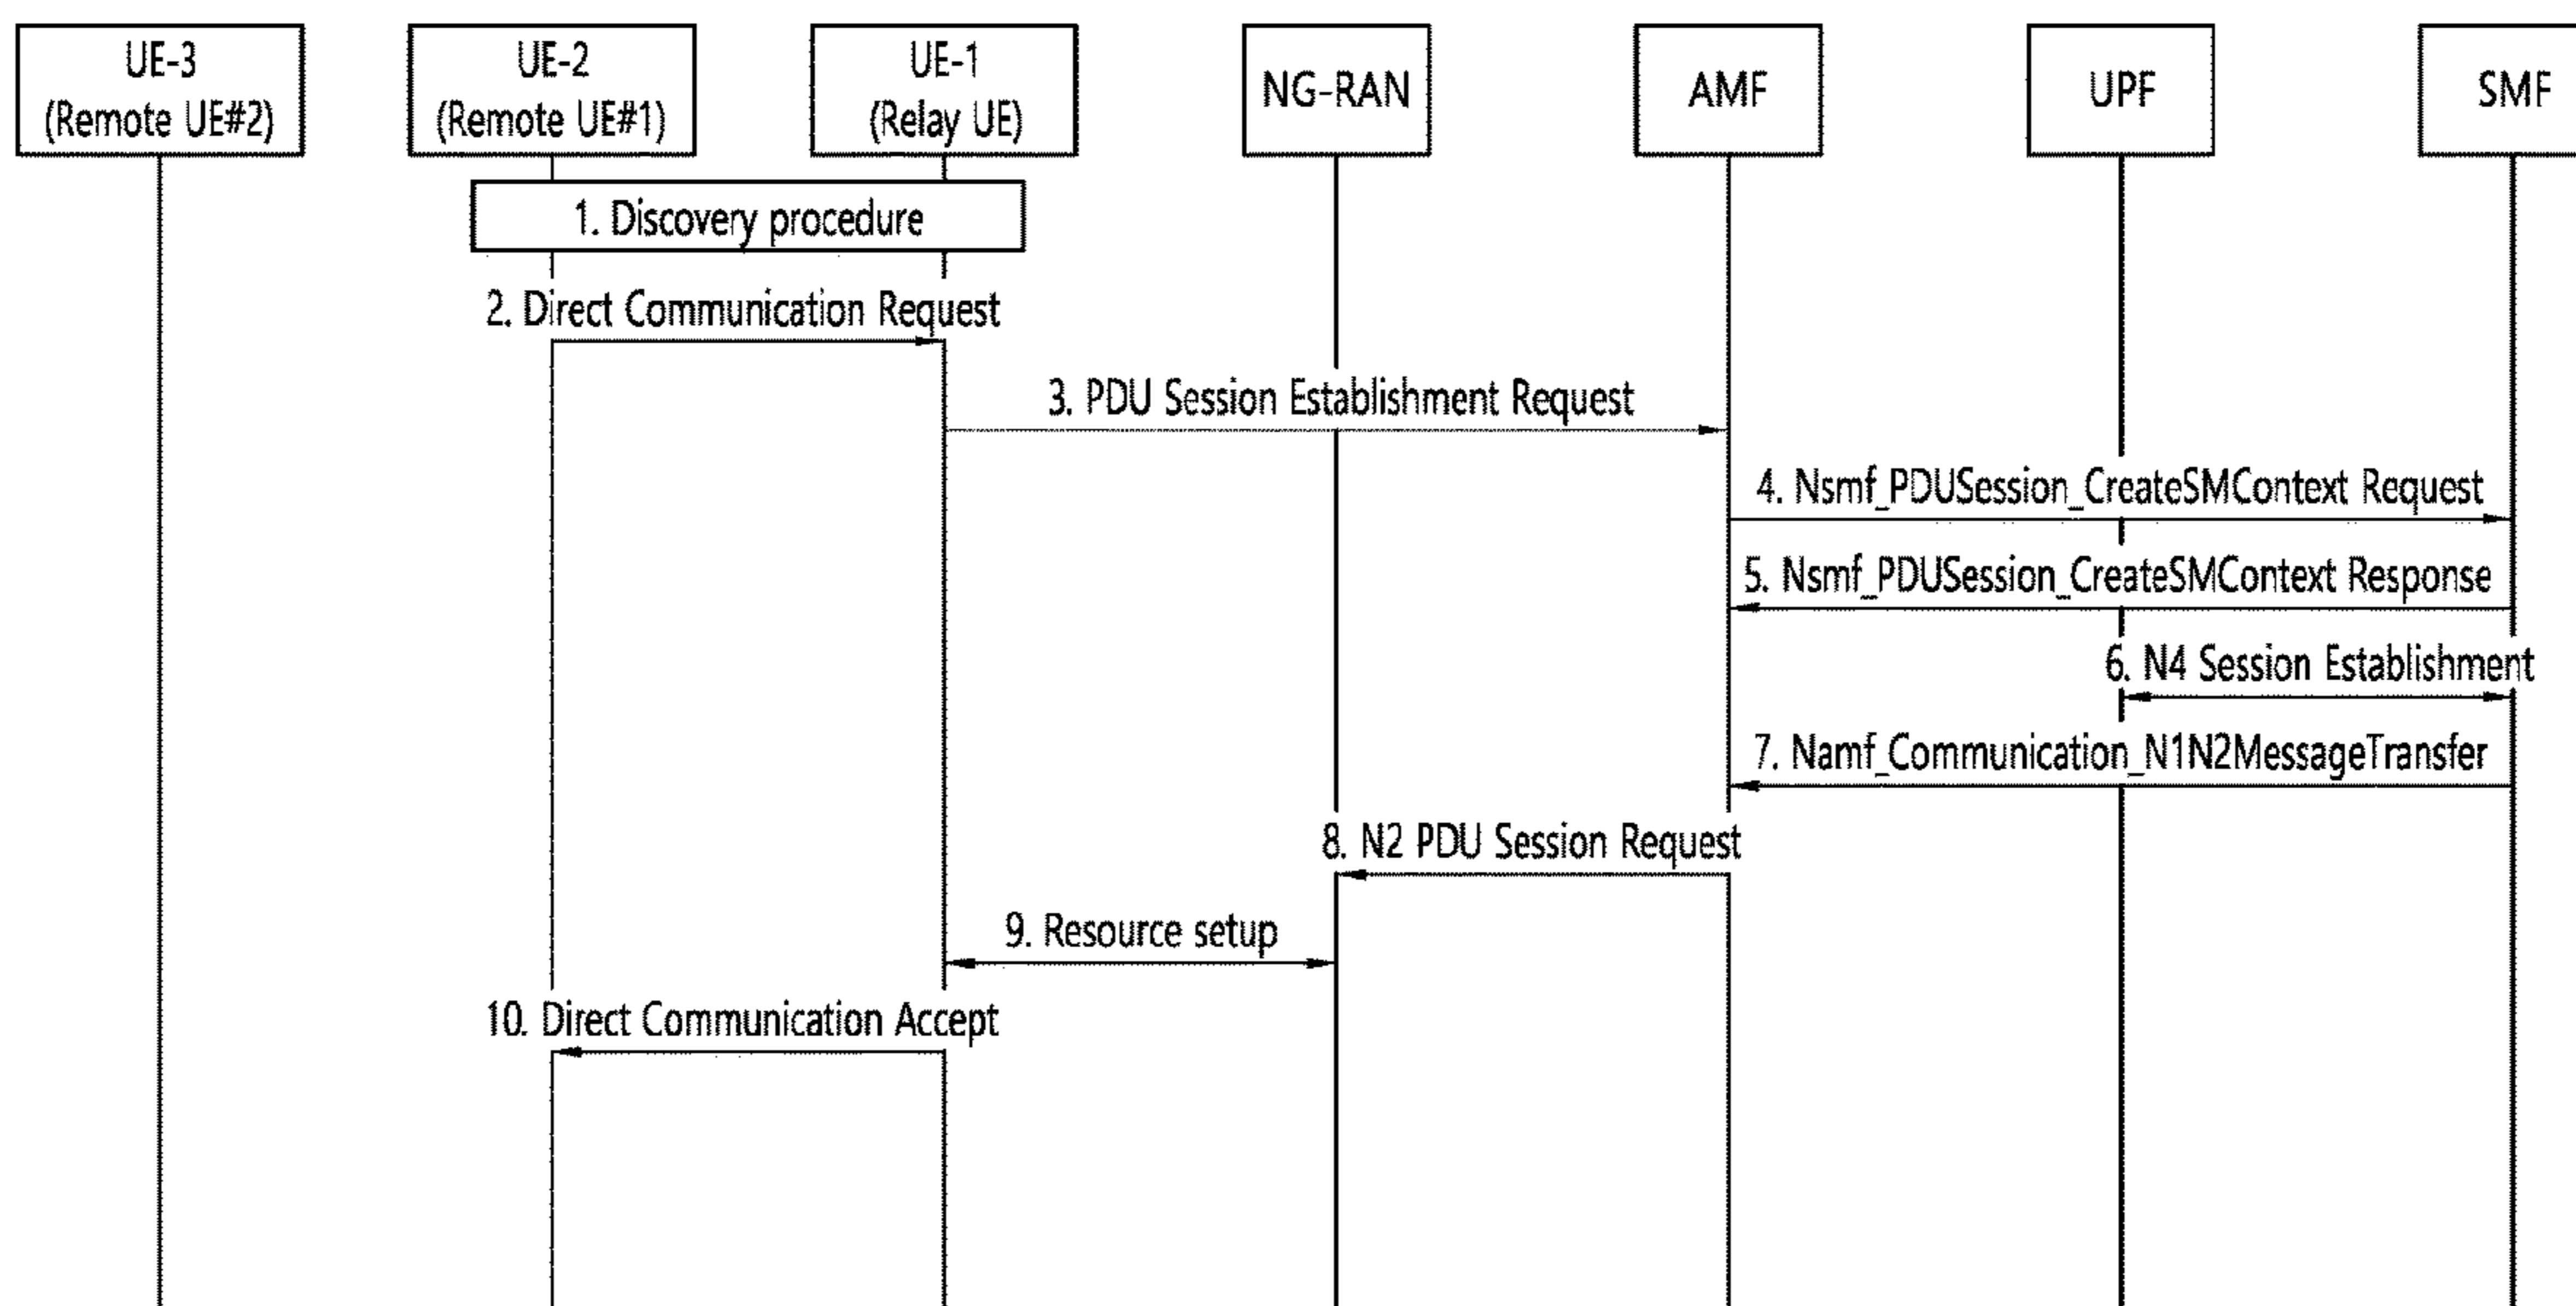 UE-3
(Remote UE#2)
UE-2
(Remote UE#1)
UE-1
(Relay UE)
NG-RAN
AMF
UPF
SMF
1. Discovery procedure
2. Direct Communication Request
3. PDU Session Establishment Request
4. Nsmf_PDUSession_CreateSMContext Request
5. Nsmf_PDUSession_CreateSMContext Response
6. N4 Session Establishment
7. Namf_Communication_N1N2MessageTransfer
8. N2 PDU Session Request
9. Resource setup
10. Direct Communication Accept